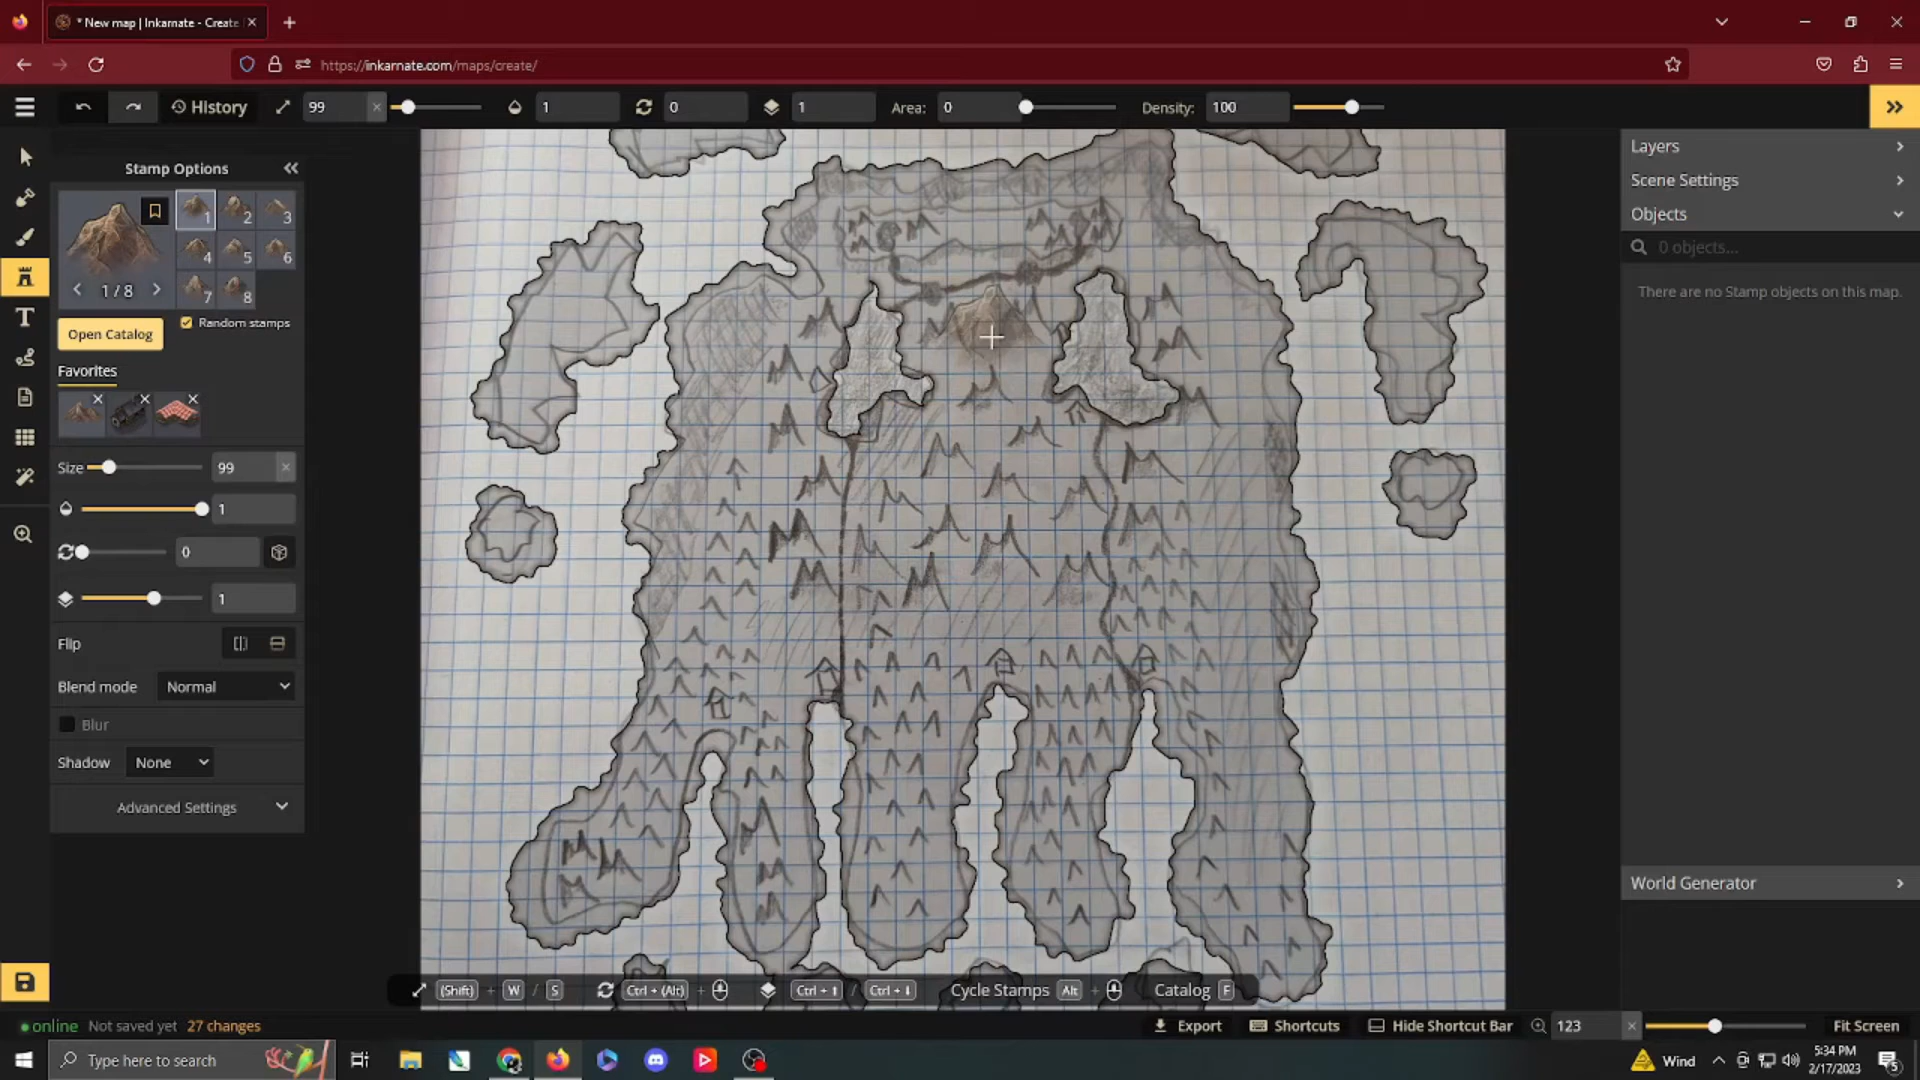 * New map | Inkarnate - Create
https://inkarnate.com/maps/create/
History
99
1
0
1
Area: 0
Density: 100
Stamp Options
1
2
3
4
5
6
7
8
1/8
Open Catalog
Random stamps
Favorites
Size
99
1
0
1
Flip
Blend mode
Normal
Blur
Shadow
None
Advanced Settings
Layers
Scene Settings
Objects
0 objects...
There are no Stamp objects on this map.
World Generator
(Shift) + W / S
Ctrl + (Alt) +
Ctrl + ↑ / Ctrl + ↓
Cycle Stamps Alt +
Catalog F
online
Not saved yet
27 changes
Export
Shortcuts
Hide Shortcut Bar
123
Fit Screen
Type here to search
Wind
5:34 PM
2/17/2023
5